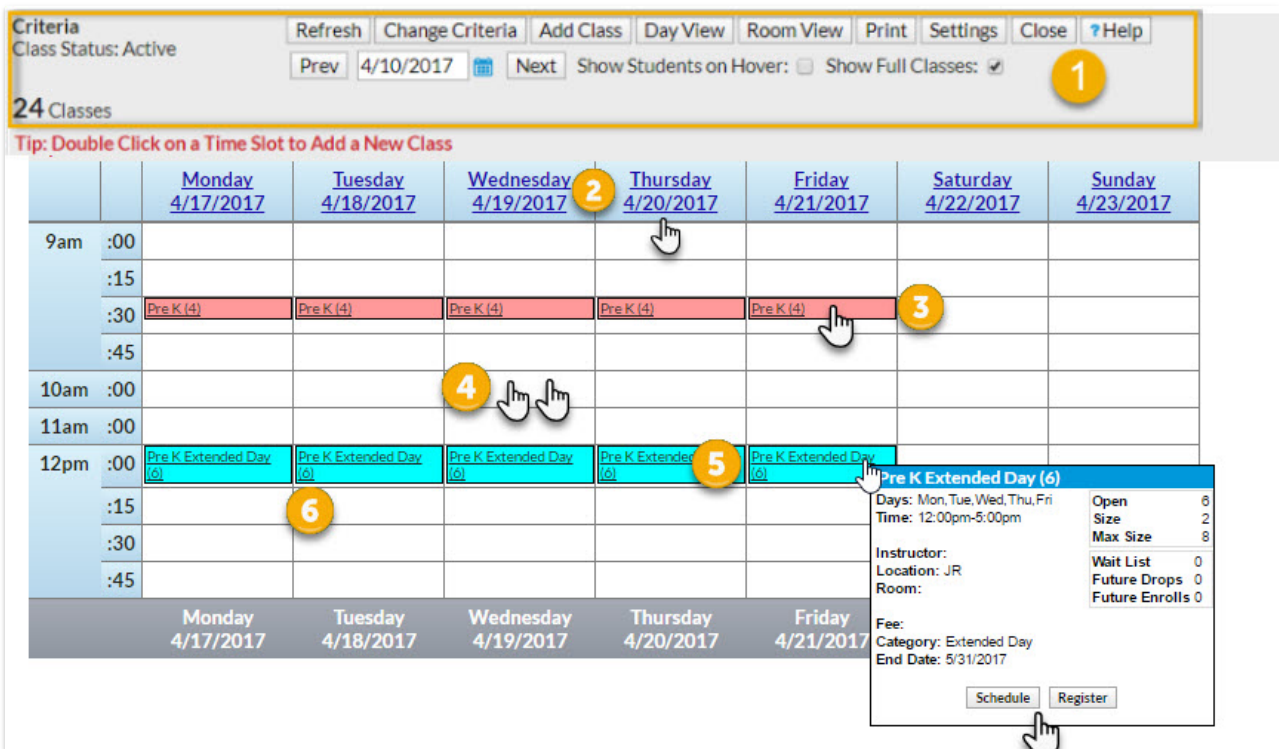 Criteria
Class Status: Active
Refresh Change Criteria Add Class Day View Room View Print Settings Close ?Help
Prev 4/10/2017 Next Show Students on Hover: Show Full Classes:
1
24 Classes
Tip: Double Click on a Time Slot to Add a New Class
Monday Tuesday Wednesday Thursday Friday Saturday Sunday
4/17/2017 4/18/2017 4/19/2017 4/20/2017 4/21/2017 4/22/2017 4/23/2017
2
9am :00
:15
:30 Pre K (4) Pre K (4) Pre K (4) Pre K (4) Pre K (4)
3
:45
10am :00
4
11am :00
12pm :00 Pre K Extended Day Pre K Extended Day Pre K Extended Day Pre K Extende Pre K Extended Day
(6) (6) (6) (6) (6)
5
:15
6
:30
:45
Monday Tuesday Wednesday Thursday Friday
4/17/2017 4/18/2017 4/19/2017 4/20/2017 4/21/2017
Pre K Extended Day (6)
Days: Mon, Tue, Wed, Thu, Fri
Time: 12:00pm-5:00pm
Instructor:
Location: JR
Room:
Fee:
Category: Extended Day
End Date: 5/31/2017
Open 6
Size 2
Max Size 8
Wait List 0
Future Drops 0
Future Enrolls 0
Schedule Register